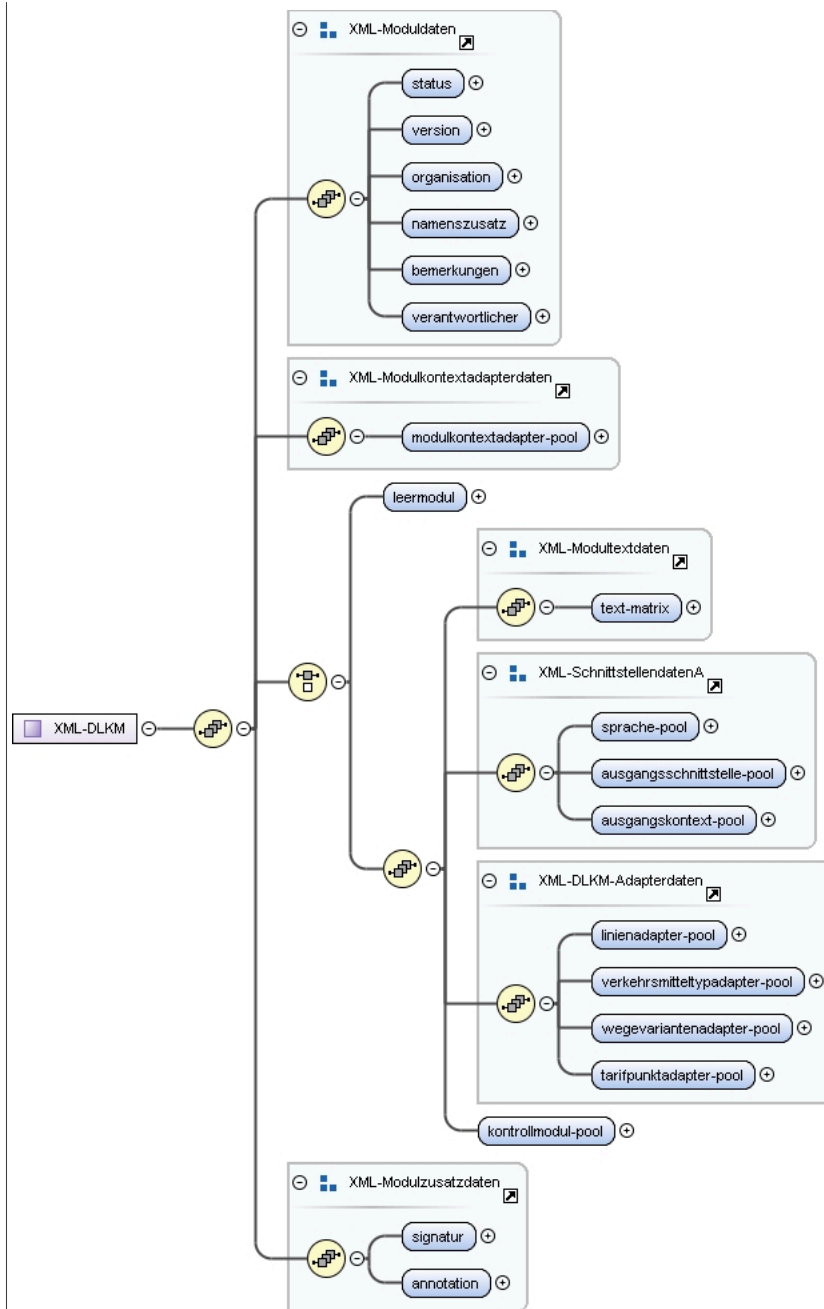 XML-Moduldaten
status
version
organisation
namenszusatz
bemerkungen
verantwortlicher
XML-Modulkontextadapterdaten
modulkontextadapter-pool
leermodul
XML-Modultextdaten
text-matrix
XML-SchnittstellendatenA
XML-DLKM
sprache-pool
ausgangsschnittstelle-pool
ausgangskontext-pool
XML-DLKM-Adapterdaten
linienadapter-pool
verkehrsmitteltypadapter-pool
wegevariantenadapter-pool
tarifpunktadapter-pool
kontrollmodul-pool
XML-Modulzusatzdaten
signatur
annotation